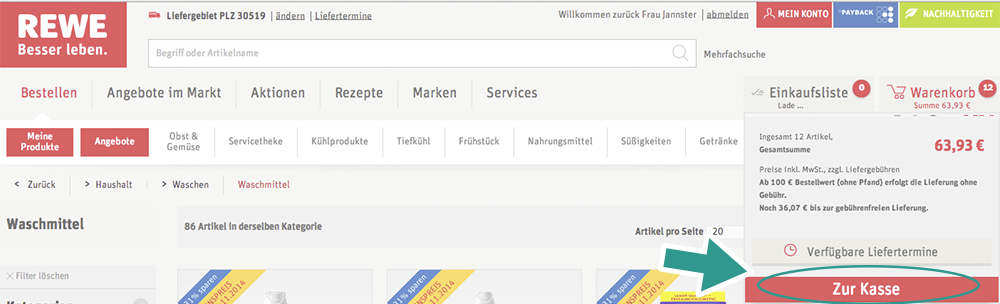 REWE
Besser leben.
Liefergebiet PLZ 30519 | ändern | Liefertermine
Willkommen zurück Frau Jannster | abmelden
MEIN KONTO
PAYBACK
NACHHALTIGKEIT
Begriff oder Artikelname
Mehrfachsuche
Bestellen
Angebote im Markt
Aktionen
Rezepte
Marken
Services
Einkaufsliste
0
Lade ...
Warenkorb
12
Summe 63,93 €
Meine
Produkte
Angebote
Obst &
Gemüse
Servicetheke
Kühlprodukte
Tiefkühl
Frühstück
Nahrungsmittel
Süßigkeiten
Getränke
Ingesamt 12 Artikel,
Gesamtsumme
63,93 €
Preise inkl. MwSt., zzgl. Liefergebühren
Ab 100 € Bestellwert (ohne Pfand) erfolgt die Lieferung ohne
Gebühr.
Noch 36,07 € bis zur gebührenfreien Lieferung.
< Zurück
> Haushalt
> Waschen
Waschmittel
Waschmittel
86 Artikel in derselben Kategorie
Artikel pro Seite 20
Verfügbare Liefertermine
× Filter löschen
Zur Kasse
% sparen
% sparen
% sparen